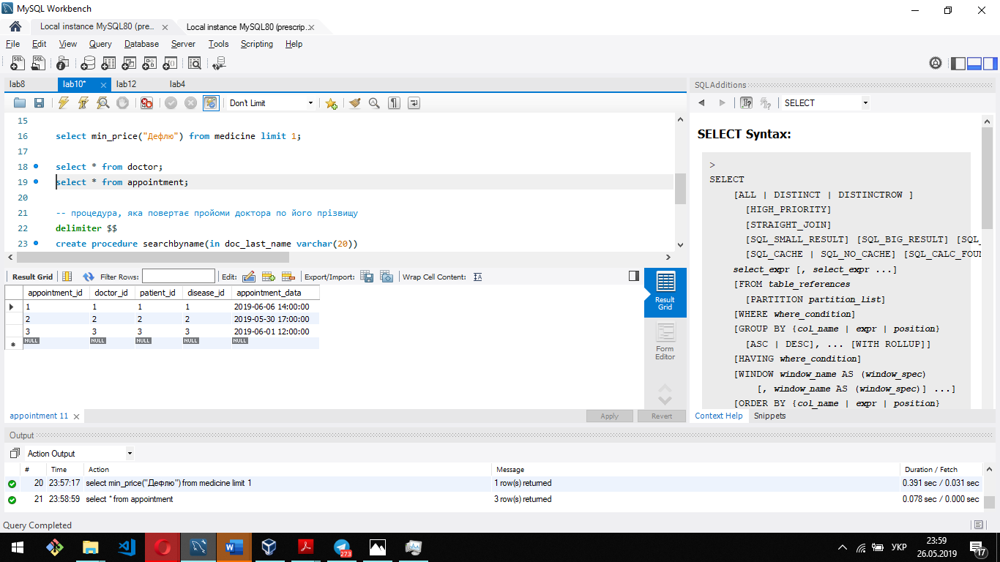 MySQL Workbench
Local instance MySQL80 (pre... Local instance MySQL80 (prescrip...
File Edit View Query Database Server Tools Scripting Help
lab8 lab10* lab12 lab4
SQLAdditions
Don't Limit
SELECT
15
16 select min_price("Дефлю") from medicine limit 1;
17
18 select * from doctor;
19 select * from appointment;
20
21 -- процедура, яка повертає пройоми доктора по його прізвищу
22 delimiter $$
23 create procedure searchbyname(in doc_last_name varchar(20))
SELECT Syntax:
>
SELECT
[ALL | DISTINCT | DISTINCTROW ]
[HIGH_PRIORITY]
[STRAIGHT_JOIN]
[SQL_SMALL_RESULT] [SQL_BIG_RESULT] [SQL_
[SQL_CACHE | SQL_NO_CACHE] [SQL_CALC_FOUN
select_expr [, select_expr ...]
[FROM table_references
[PARTITION partition_list]
[WHERE where_condition]
[GROUP BY {col_name | expr | position}
[ASC | DESC], ... [WITH ROLLUP]]
[HAVING where_condition]
[WINDOW window_name AS (window_spec)
[, window_name AS (window_spec)] ...]
[ORDER BY {col_name | expr | position}
Context Help Snippets
Result Grid Filter Rows: Edit: Export/Import: Wrap Cell Content:
appointment_id doctor_id patient_id disease_id appointment_data
1 1 1 1 2019-06-06 14:00:00
2 2 2 2 2019-05-30 17:00:00
3 3 3 3 2019-06-01 12:00:00
NULL NULL NULL NULL NULL
Result
Grid
Form
Editor
appointment 11 Apply Revert
Output
Action Output
# Time Action Message Duration / Fetch
20 23:57:17 select min_price("Дефлю") from medicine limit 1 1 row(s) returned 0.391 sec / 0.031 sec
21 23:58:59 select * from appointment 3 row(s) returned 0.078 sec / 0.000 sec
Query Completed
273
УКР
23:59
26.05.2019
17